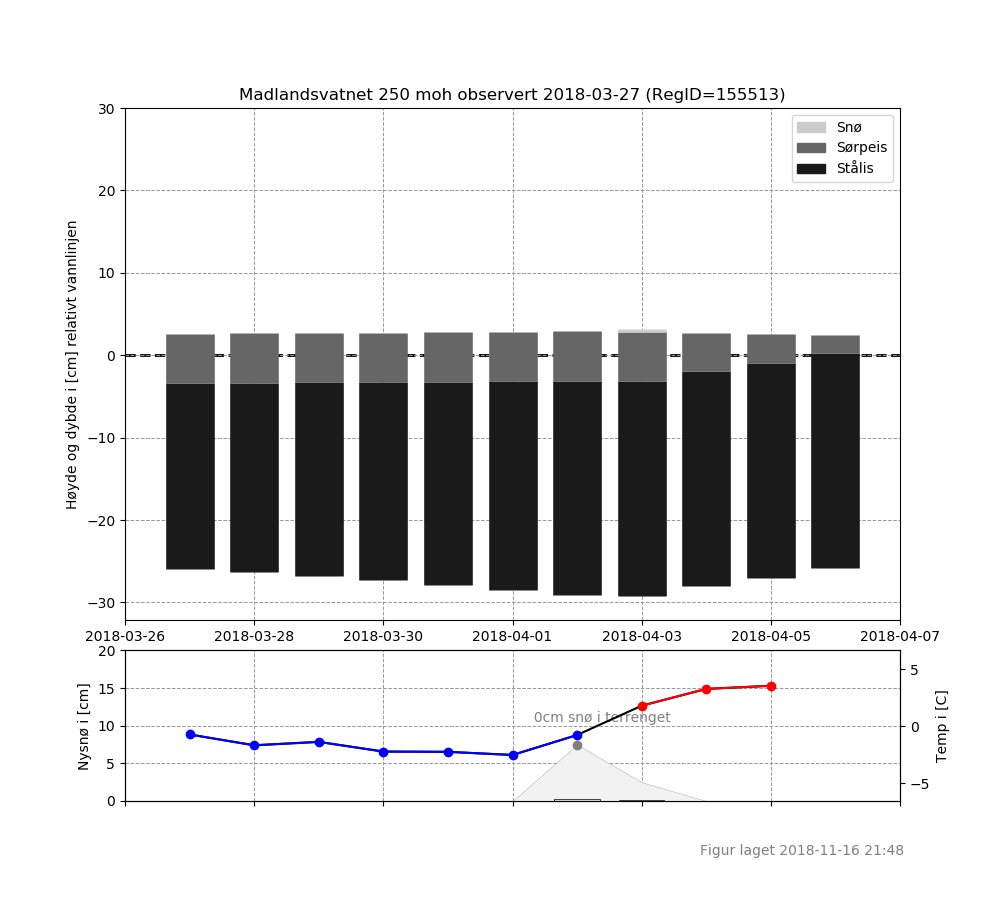 Madlandsvatnet 250 moh observert 2018-03-27 (RegID=155513)
Snø
Sørpeis
Stålis
30
20
10
0
−10
−20
−30
Høyde og dybde i [cm] relativt vannlinjen
2018-03-26 2018-03-28 2018-03-30 2018-04-01 2018-04-03 2018-04-05 2018-04-07
20
15
10
5
0
Nysnø i [cm]
0cm snø i terrenget
5
0
−5
Temp i [C]
Figur laget 2018-11-16 21:48